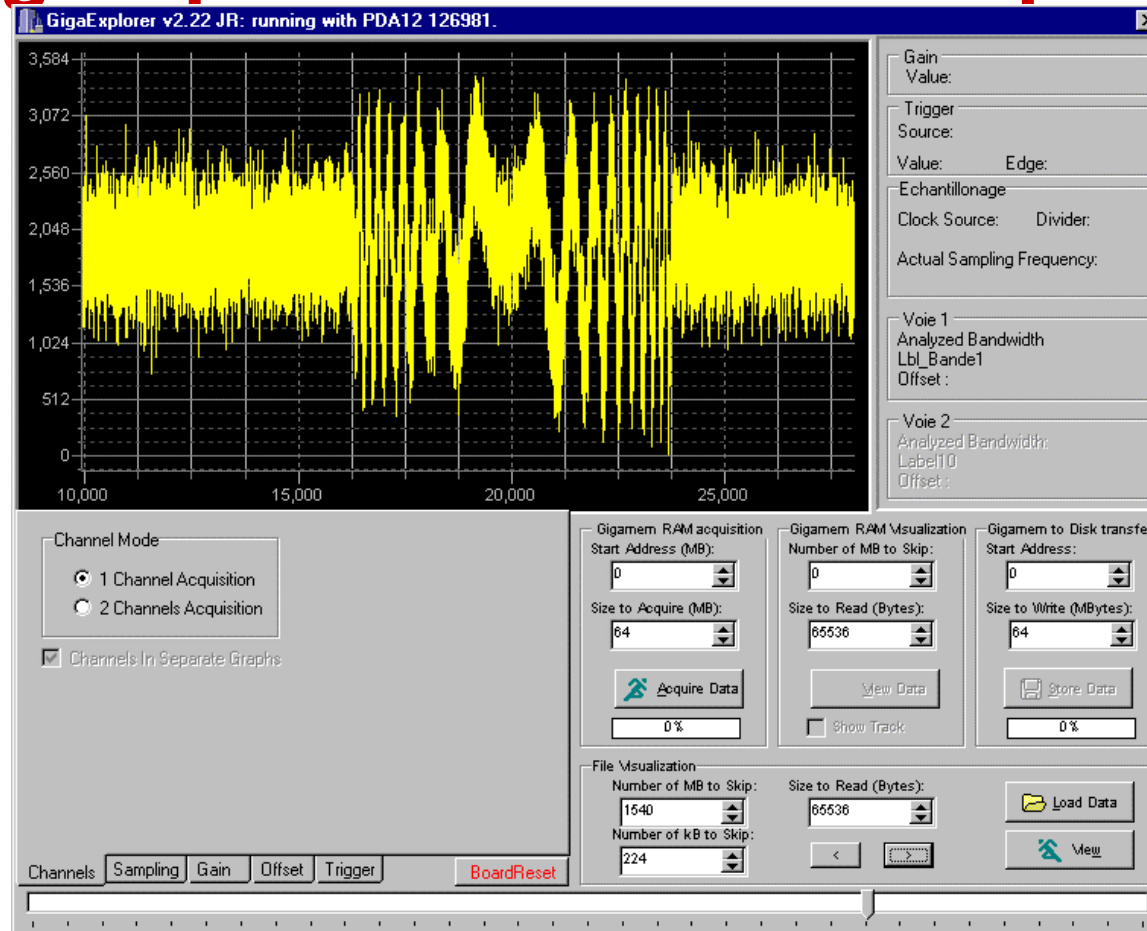 GigaExplorer v2.22 JR: running with PDA12 126981.
3,584
3,072
2,560
2,048
1,536
1,024
512
0
10,000
15,000
20,000
25,000
Gain
Value:
Trigger
Source:
Value: Edge:
Echantillonage
Clock Source: Divider:
Actual Sampling Frequency:
Voie 1
Analyzed Bandwidth
Lbl_Bande1
Offset :
Voie 2
Analyzed Bandwidth:
Label10
Offset :
Channel Mode
1 Channel Acquisition
2 Channels Acquisition
Channels In Separate Graphs
Channels Sampling Gain Offset Trigger
BoardReset
Gigamem RAM acquisition
Start Address (MB):
0
Size to Acquire (MB):
64
Acquire Data
0%
Gigamem RAM Visualization
Number of MB to Skip:
0
Size to Read (Bytes):
65536
View Data
Show Track
Gigamem to Disk transfe
Start Address:
0
Size to Write (MBytes):
64
Store Data
0%
File Visualization
Number of MB to Skip:
1540
Number of kB to Skip:
224
Size to Read (Bytes):
65536
< >
Load Data
View